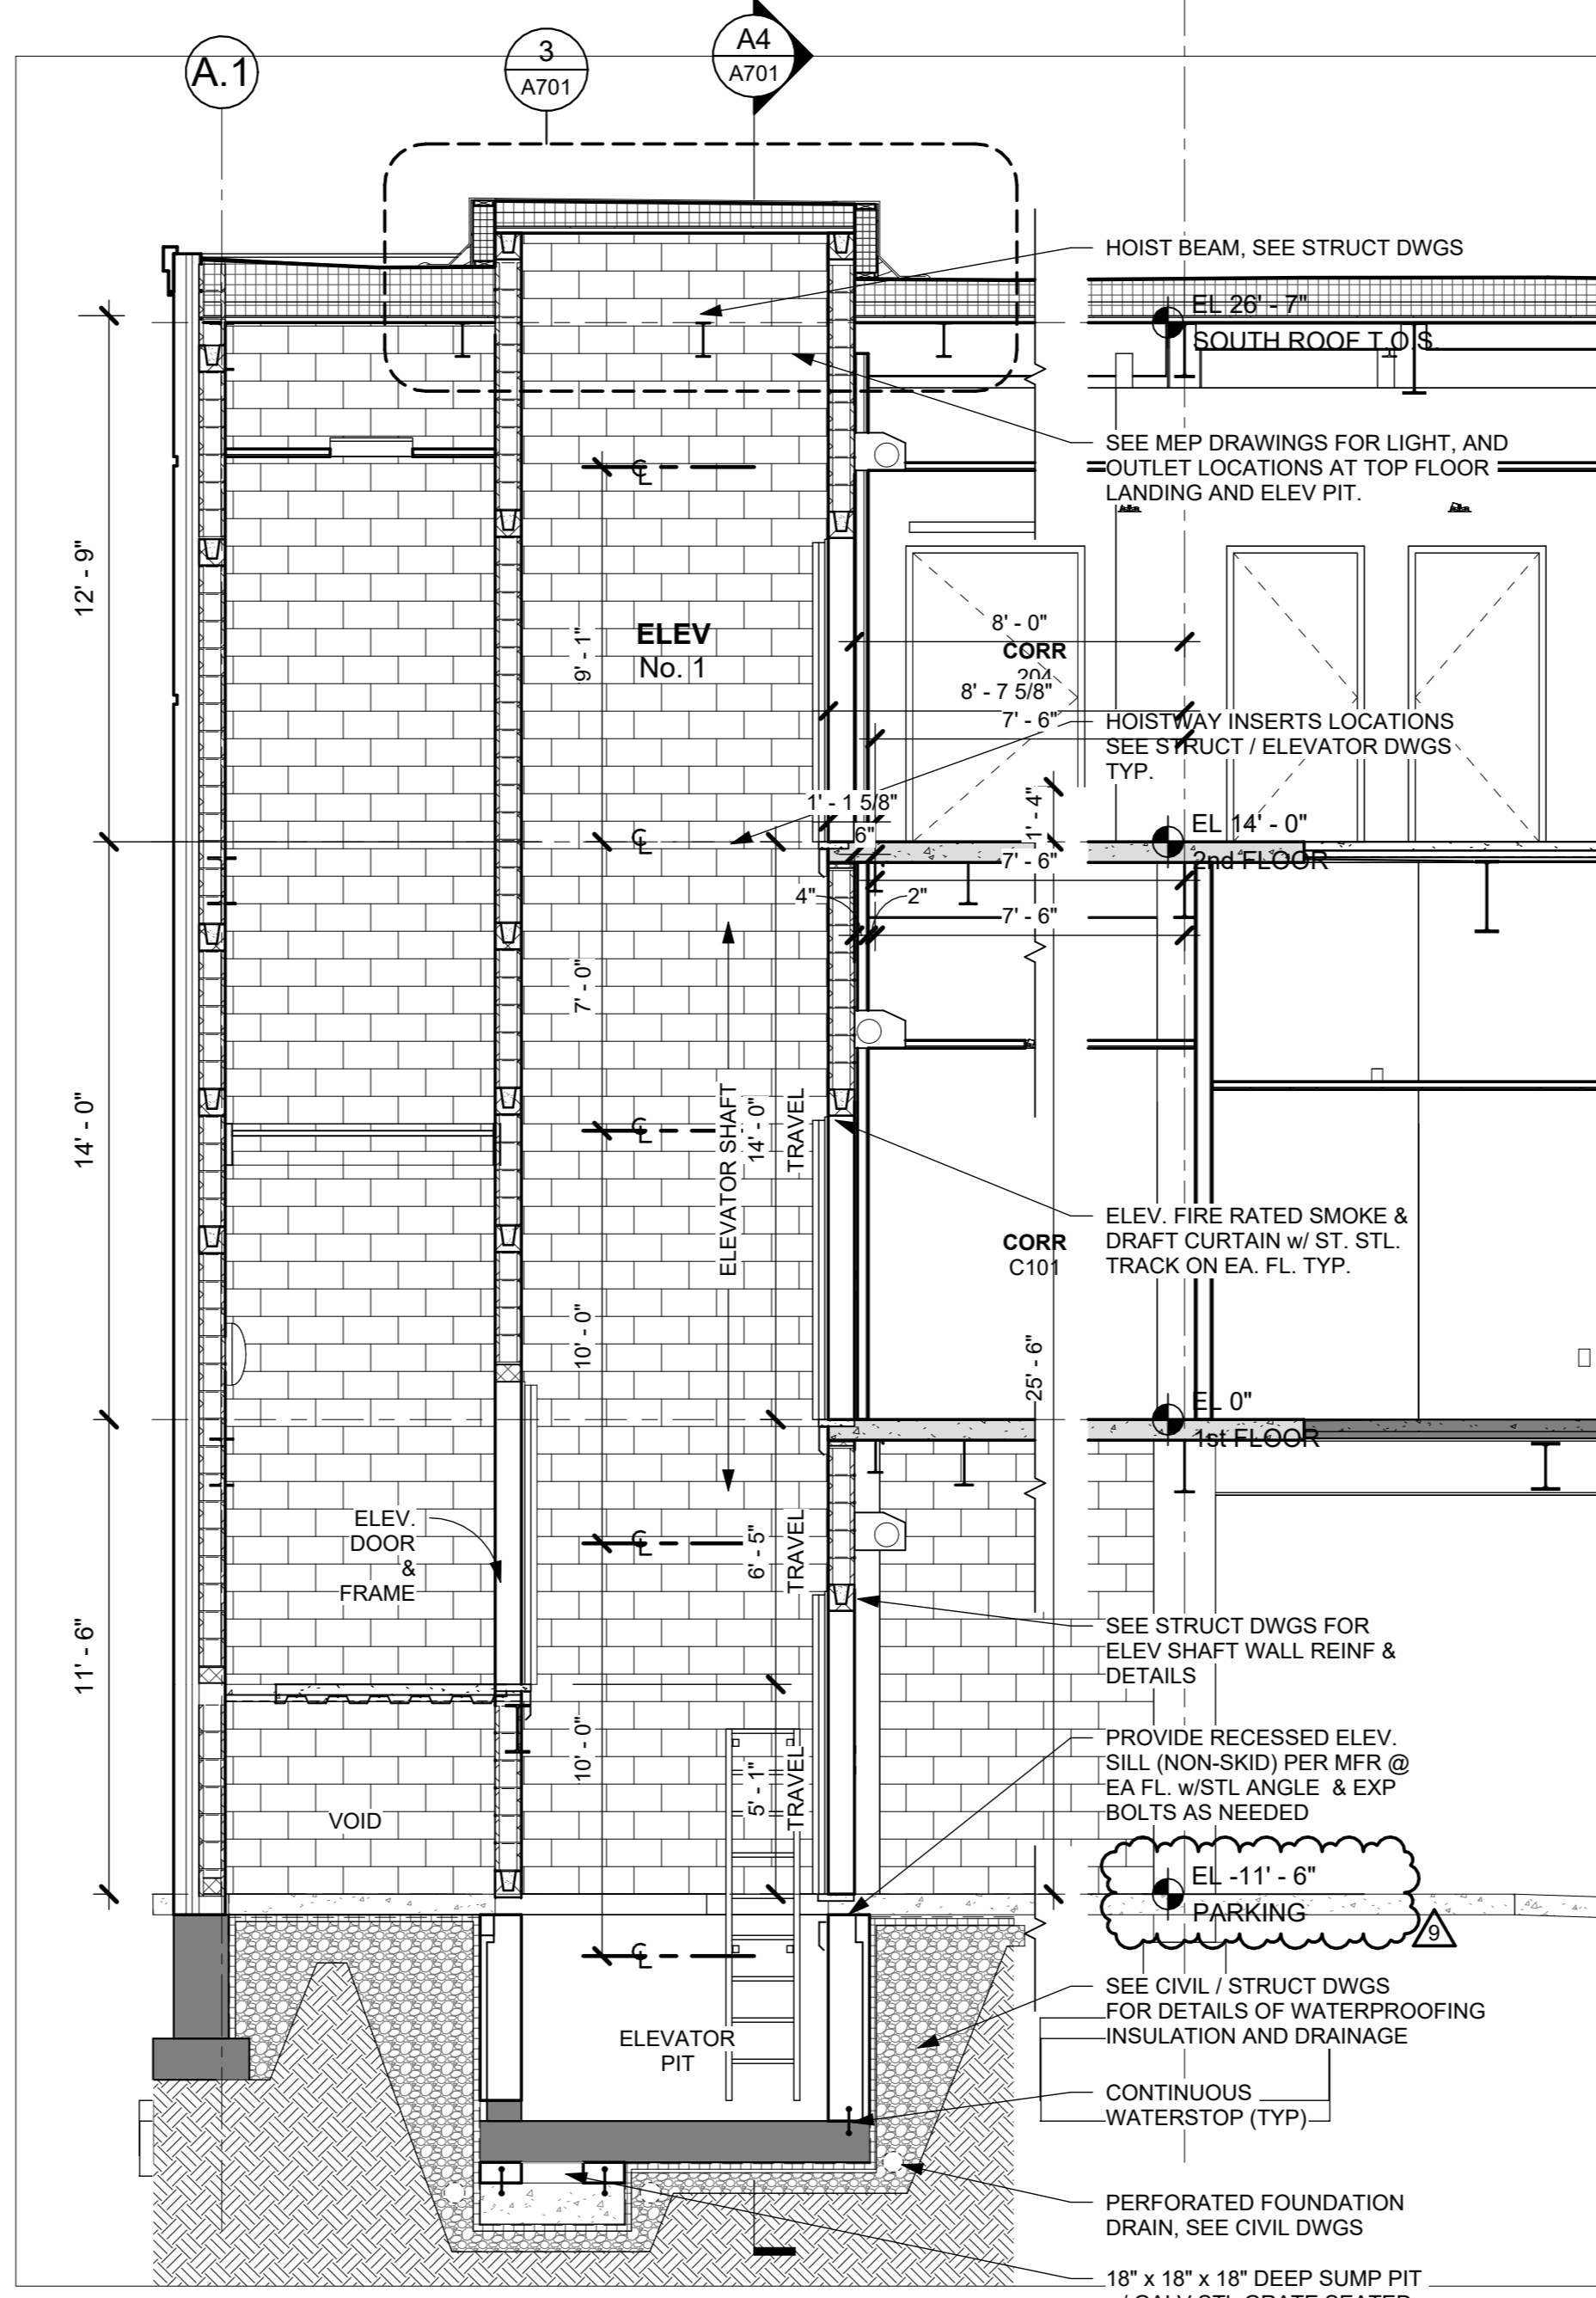 A.1
3
A701
A4
A701
HOIST BEAM, SEE STRUCT DWGS
EL 26' - 7"
SOUTH ROOF T.O.S.
SEE MEP DRAWINGS FOR LIGHT, AND
OUTLET LOCATIONS AT TOP FLOOR
LANDING AND ELEV PIT.
12' - 9"
9' - 1"
ELEV
No. 1
8' - 0"
CORR
204
8' - 7 5/8"
7' - 6"
HOISTWAY INSERTS LOCATIONS
SEE STRUCT / ELEVATOR DWGS
TYP.
1' - 1 5/8"
6"
1' - 4"
EL 14' - 0"
2nd FLOOR
7' - 6"
4"
2"
7' - 6"
14' - 0"
7' - 0"
ELEVATOR SHAFT
14' - 0"
TRAVEL
ELEV. FIRE RATED SMOKE &
DRAFT CURTAIN w/ ST. STL.
TRACK ON EA. FL. TYP.
CORR
C101
10' - 0"
25' - 6"
EL 0"
1st FLOOR
ELEV.
DOOR
&
FRAME
6' - 5"
TRAVEL
11' - 6"
SEE STRUCT DWGS FOR
ELEV SHAFT WALL REINF &
DETAILS
10' - 0"
5' - 1"
TRAVEL
PROVIDE RECESSED ELEV.
SILL (NON-SKID) PER MFR @
EA FL. w/STL ANGLE & EXP
BOLTS AS NEEDED
VOID
EL -11' - 6"
PARKING
9
SEE CIVIL / STRUCT DWGS
FOR DETAILS OF WATERPROOFING
INSULATION AND DRAINAGE
ELEVATOR
PIT
CONTINUOUS
WATERSTOP (TYP)
PERFORATED FOUNDATION
DRAIN, SEE CIVIL DWGS
18" x 18" x 18" DEEP SUMP PIT